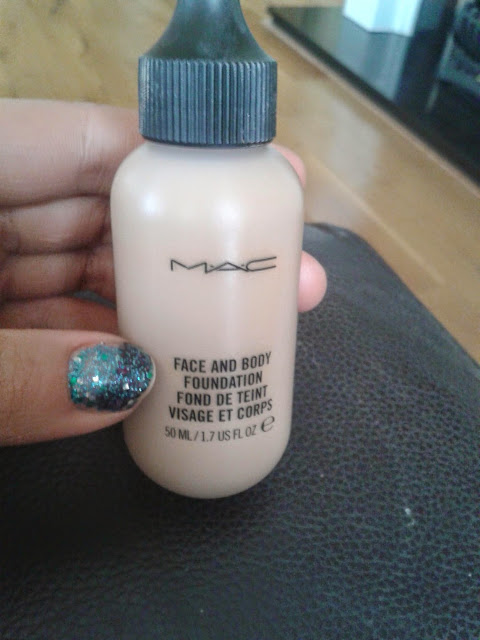 MAC
FACE AND BODY
FOUNDATION
FOND DE TEINT
VISAGE ET CORPS
50 ML / 1.7 US FL OZ ℮